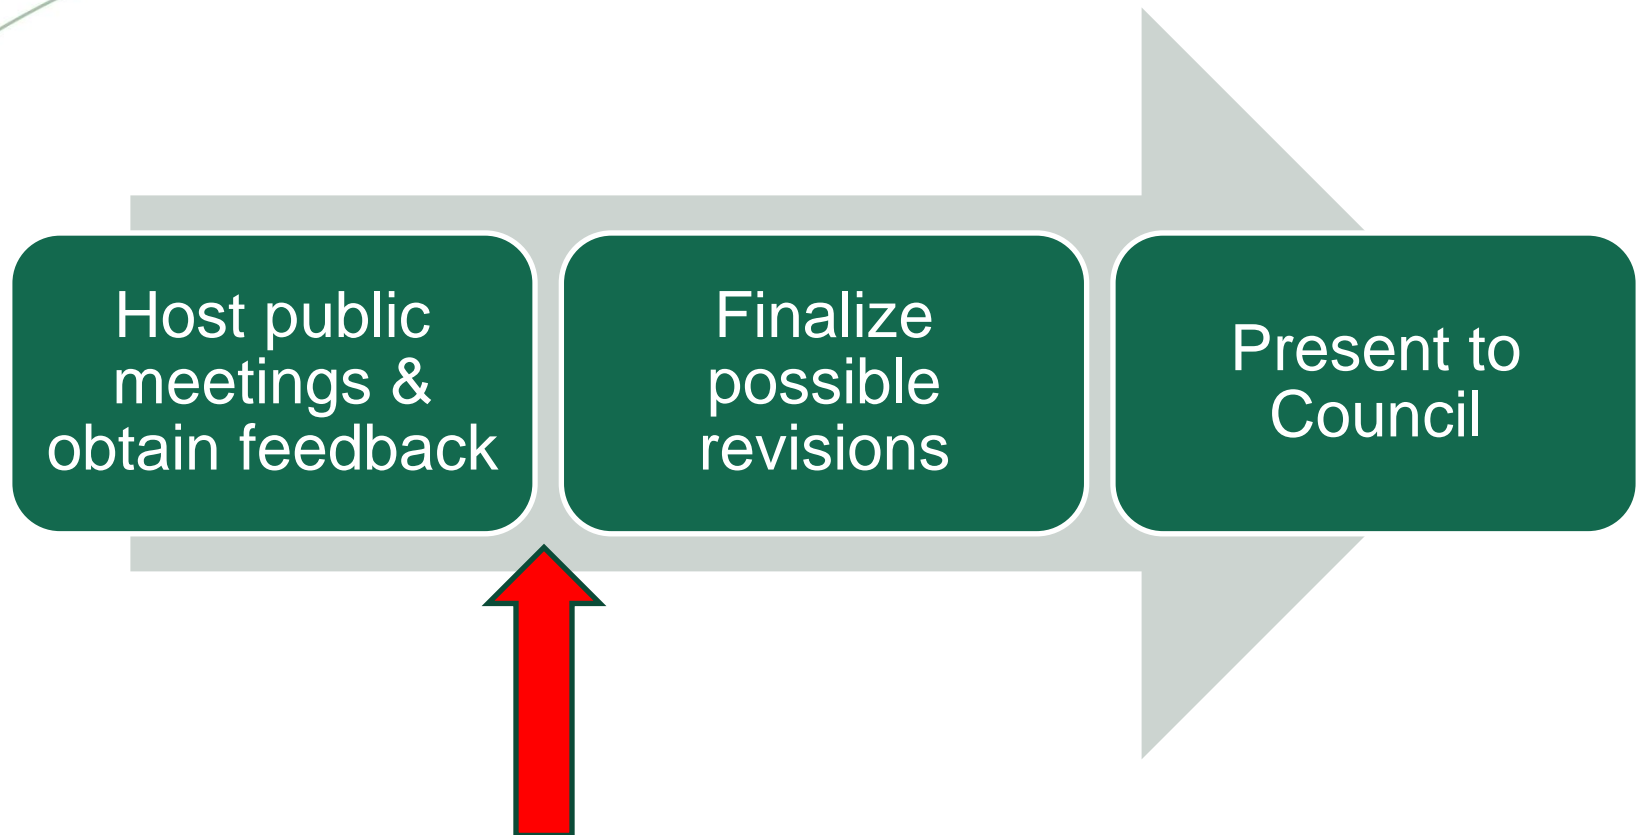 Host public
meetings &
obtain feedback
Finalize
possible
revisions
Present to
Council